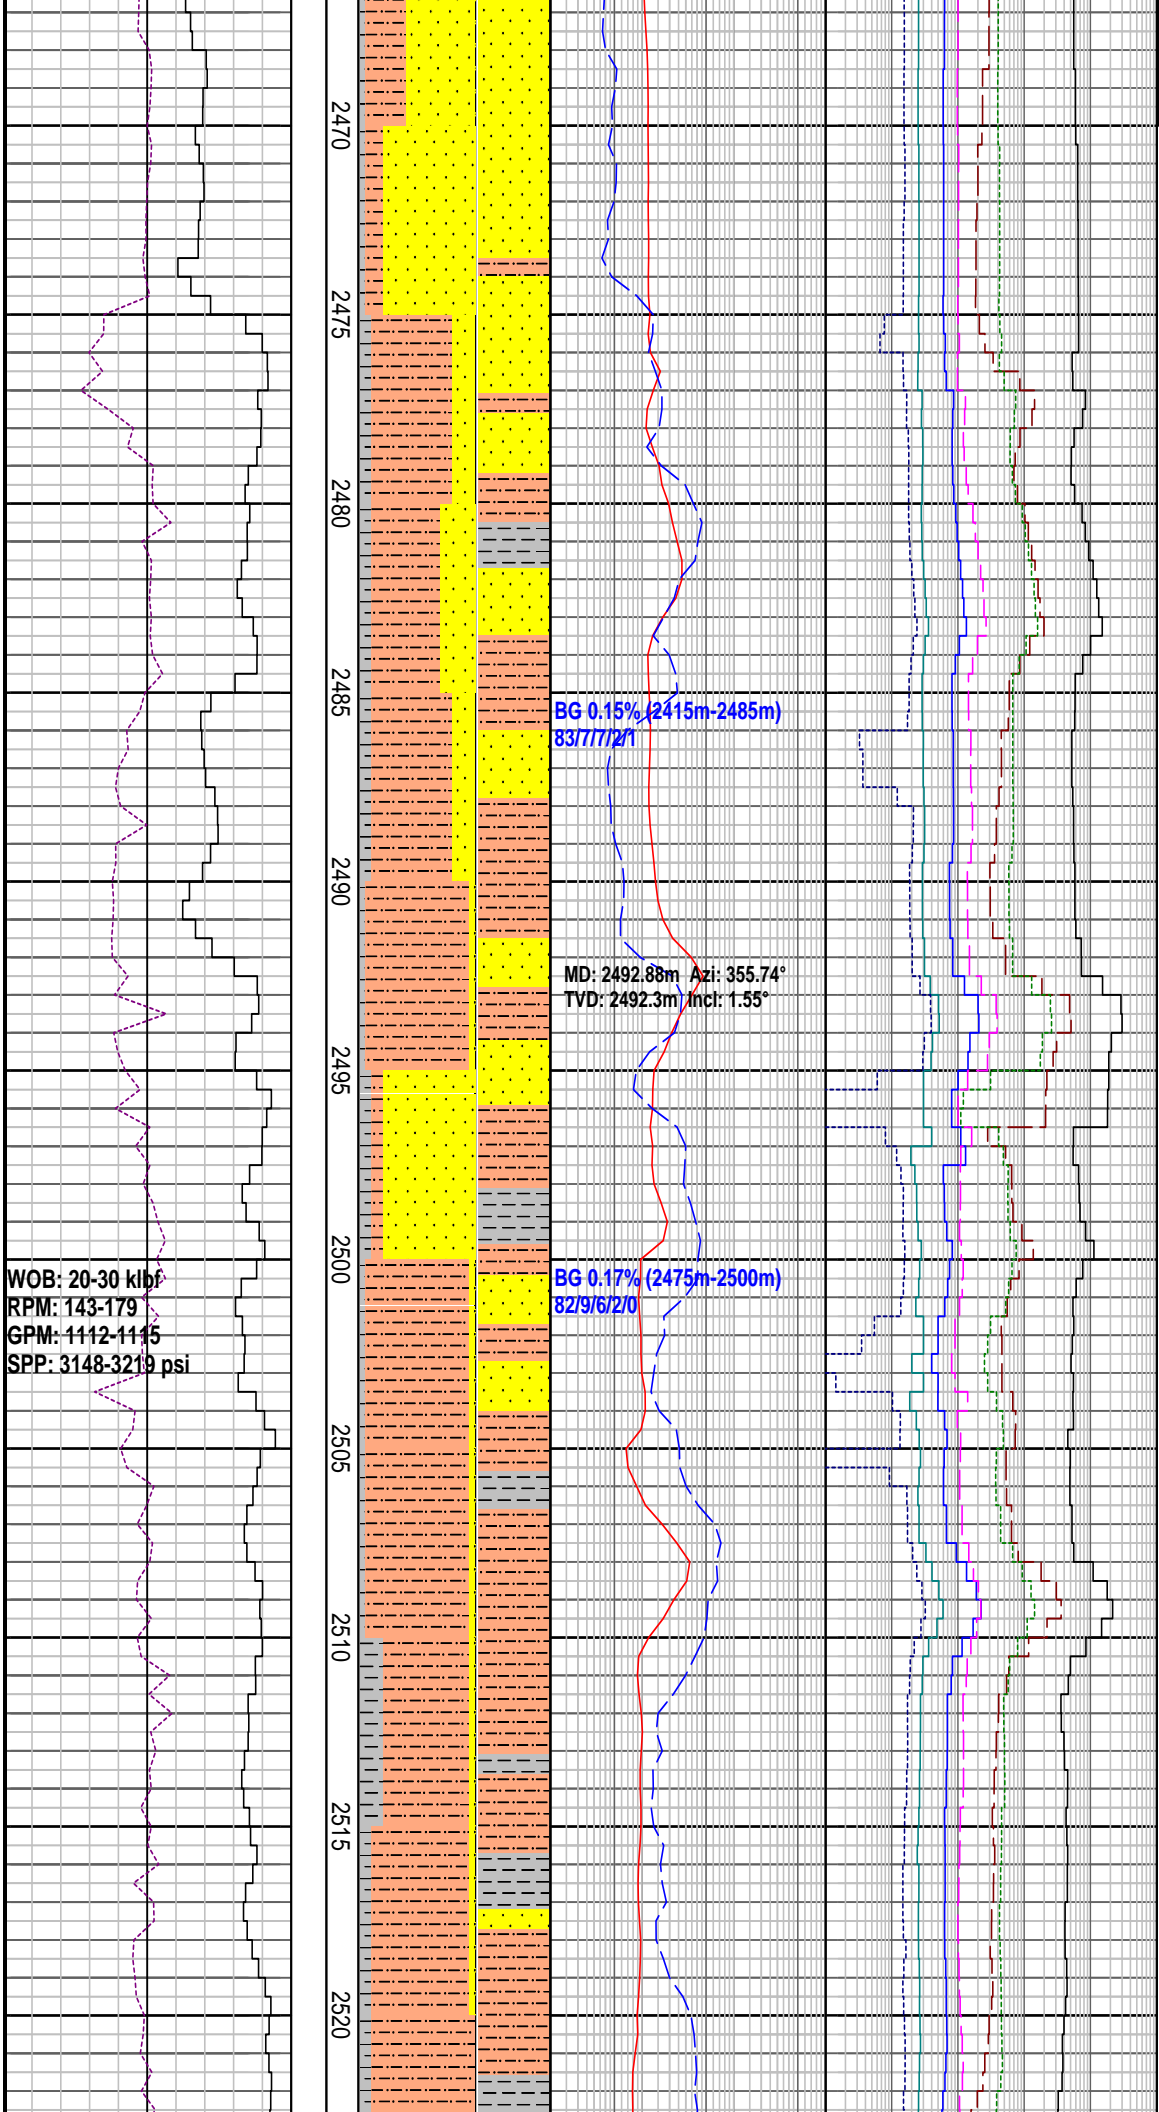 2470
2475
2480
2485
BG 0.15% (2415m-2485m)
83/7/7/2/1
2490
MD: 2492.88m Azi: 355.74°
TVD: 2492.3m Incl: 1.55°
2495
2500
WOB: 20-30 klbf
RPM: 143-179
GPM: 1112-1115
SPP: 3148-3219 psi
BG 0.17% (2475m-2500m)
82/9/6/2/0
2505
2510
2515
2520